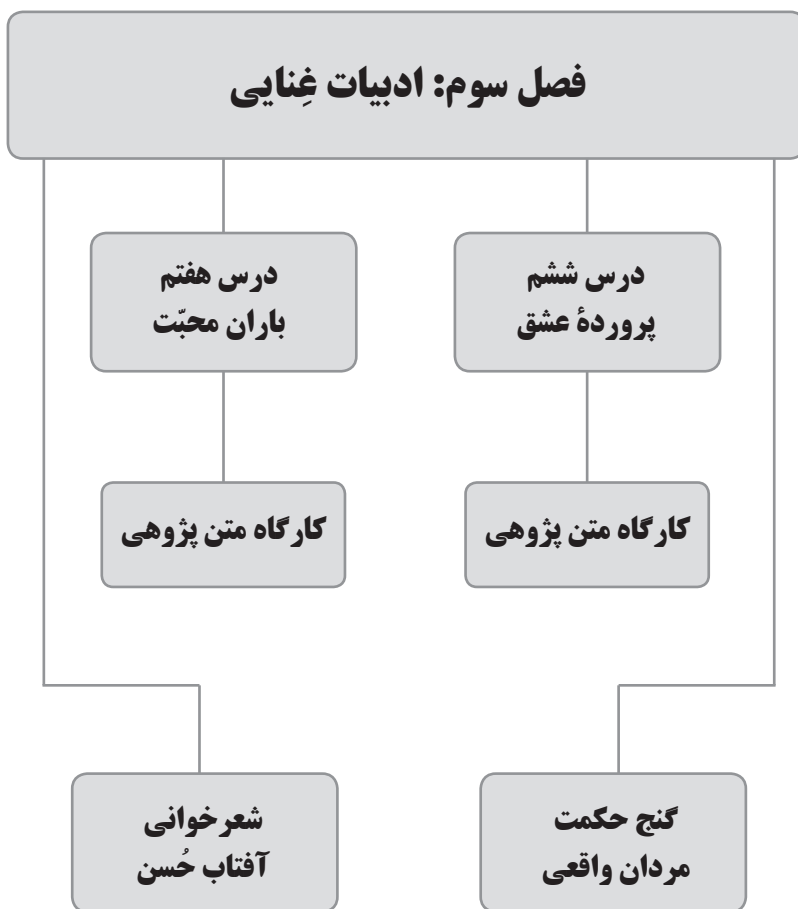 فصل سوم: ادبیات غِنایی
درس ششم
پروردهٔ عشق
درس هفتم
باران محبّت
کارگاه متن پژوهی
کارگاه متن پژوهی
گنج حکمت
مردان واقعی
شعرخوانی
آفتاب حُسن